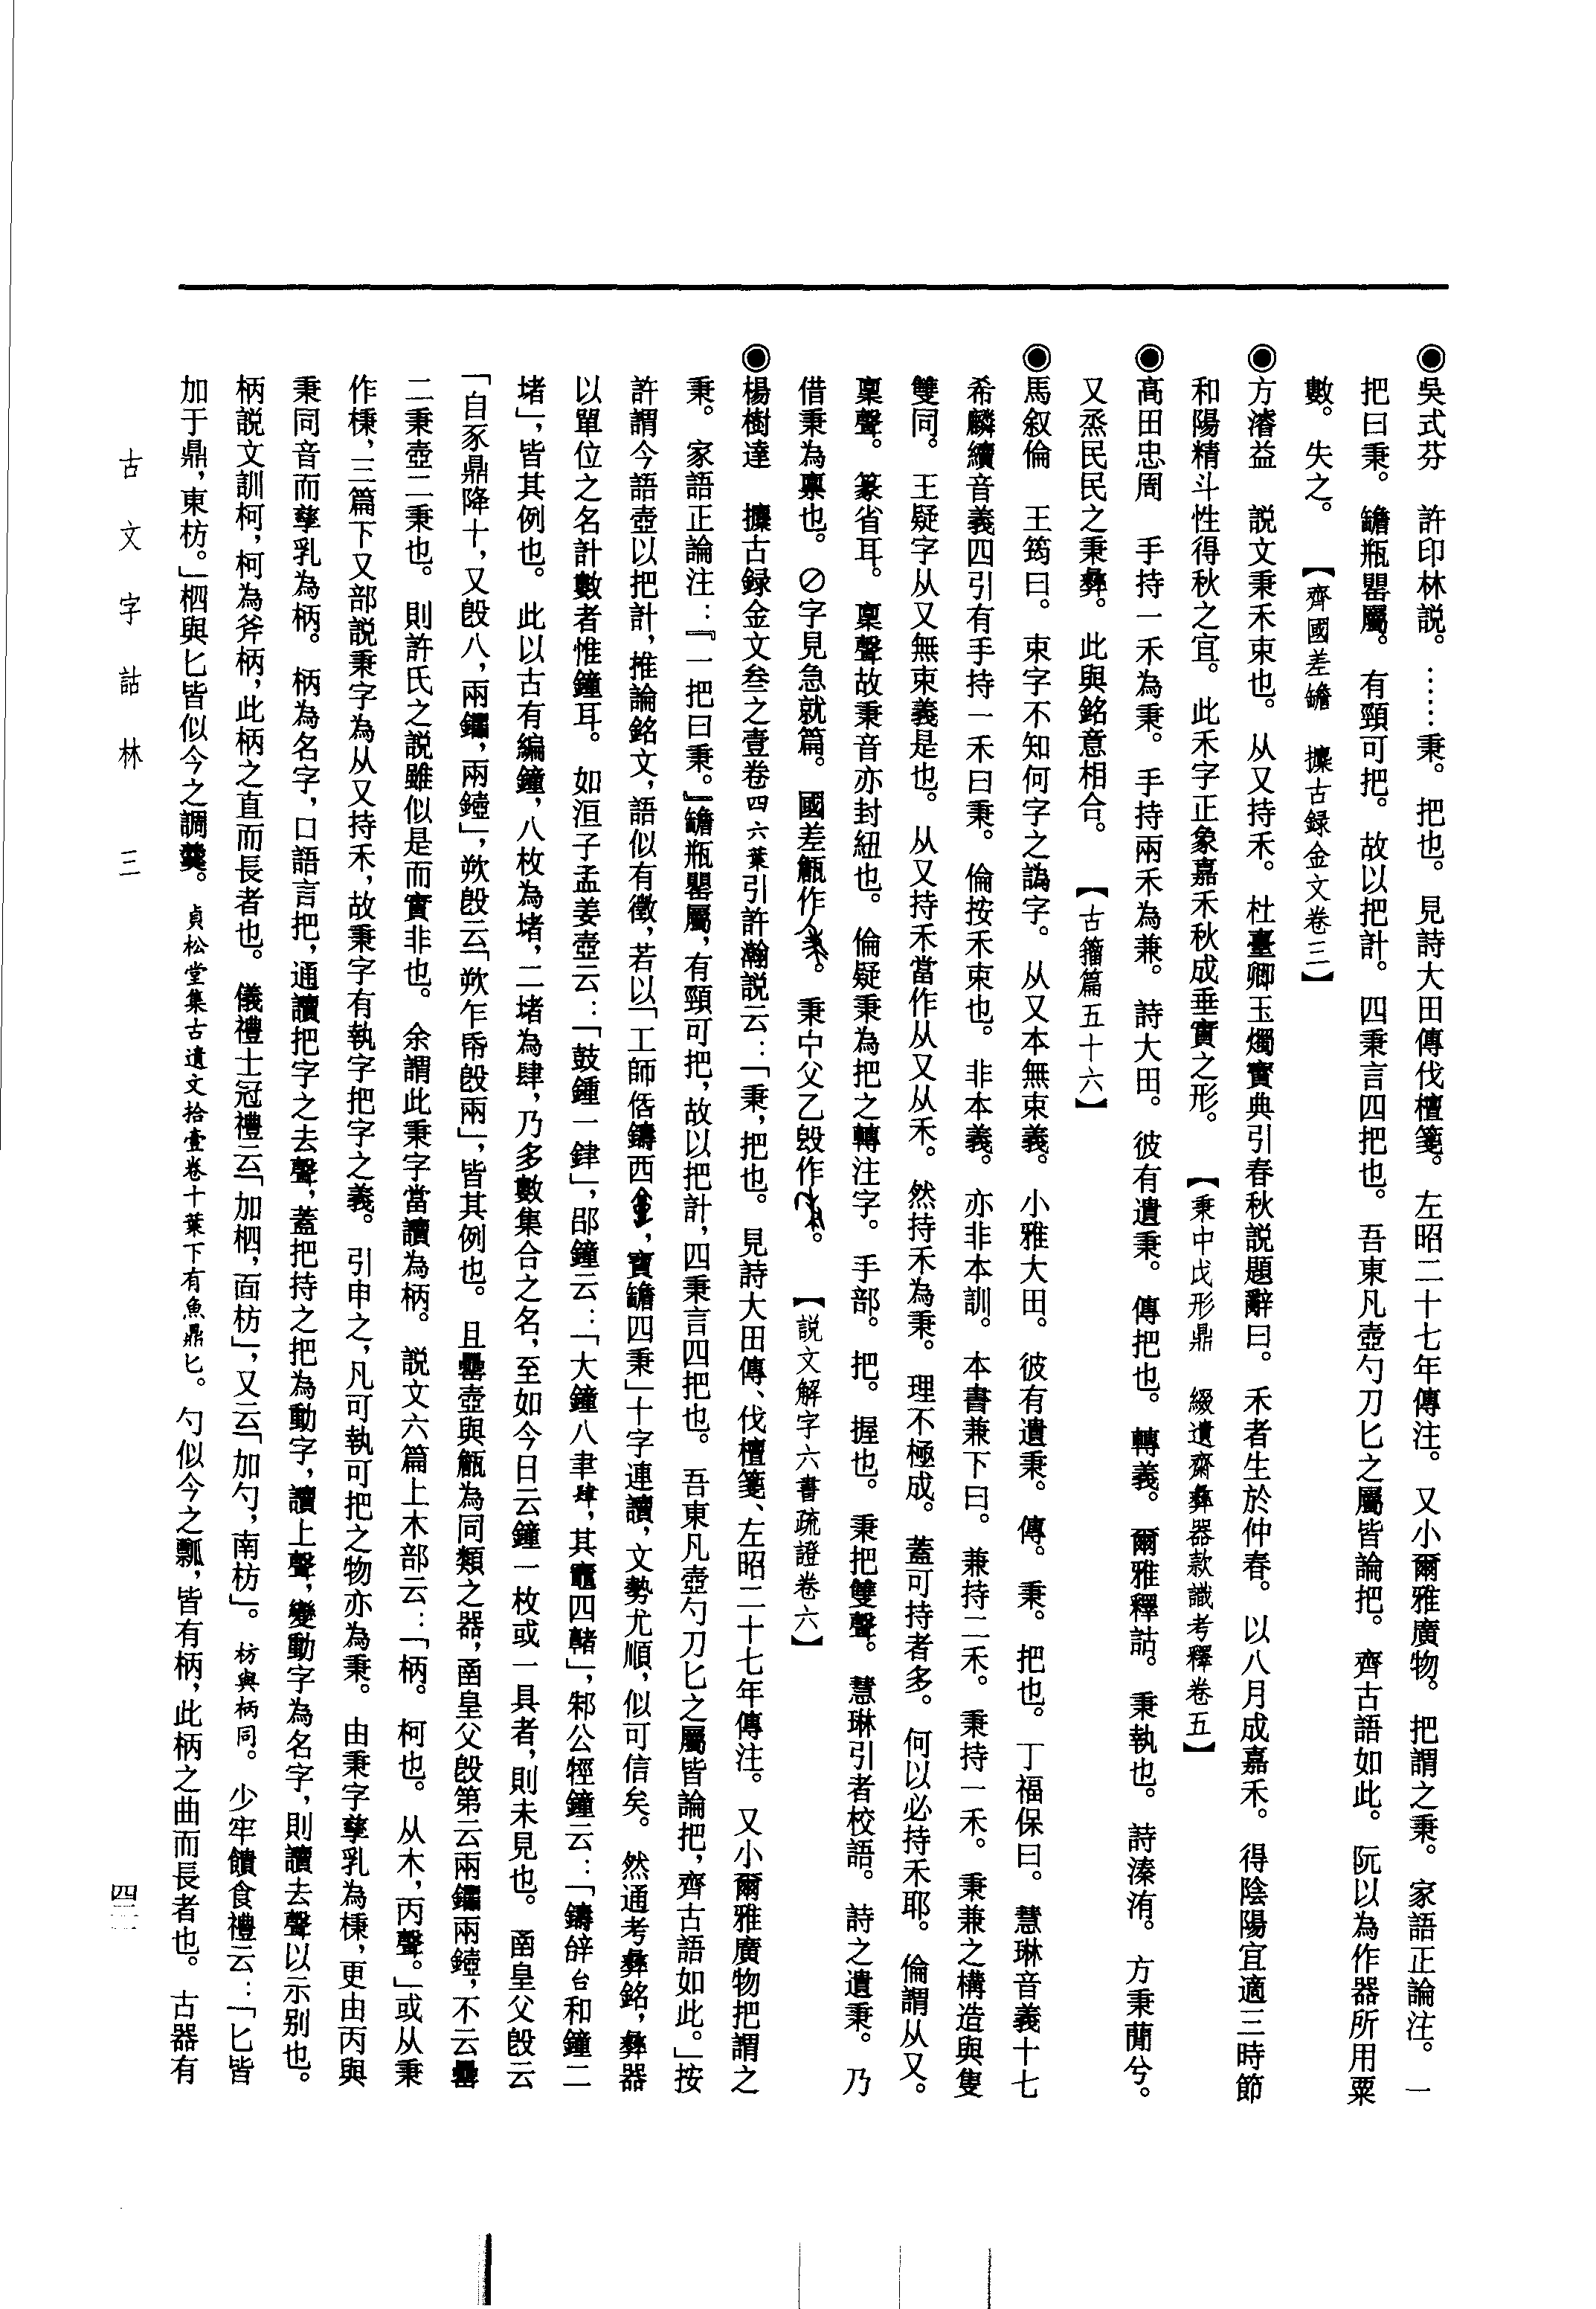 ◉吳式芬　許印林説。……秉。把也。見詩大田傳伐檀箋。左昭二十七年傳注。又小爾雅廣物。把謂之秉。家語正論注。一
把曰秉。𦉜瓶罌屬。有頸可把。故以把計。四秉言四把也。吾東凡壺勺刀匕之屬皆論把。齊古語如此。阮以為作器所用粟
數。失之。【齊國差𦉜　攈古録金文卷三】
◉方濬益　説文秉禾束也。从又持禾。杜臺卿玉燭寶典引春秋説題辭曰。禾者生於仲春。以八月成嘉禾。得陰陽宜適三時節
和陽精斗性得秋之宜。此禾字正象嘉禾秋成垂實之形。【秉中戉形鼎　綴遺齋彝器款識考釋卷五】
◉高田忠周　手持一禾為秉。手持兩禾為兼。詩大田。彼有遺秉。傳把也。轉義。爾雅釋詁。秉執也。詩溱洧。方秉蕑兮。
又烝民民之秉彝。此與銘意相合。【古籀篇五十六】
◉馬叙倫　王筠曰。束字不知何字之譌字。从又本無束義。小雅大田。彼有遺秉。傳。秉。把也。丁福保曰。慧琳音義十七
希麟續音義四引有手持一禾曰秉。倫按禾束也。非本義。亦非本訓。本書兼下曰。兼持二禾。秉持一禾。秉兼之構造與隻
雙同。王疑字从又無束義是也。从又持禾當作从又从禾。然持禾為秉。理不極成。蓋可持者多。何以必持禾耶。倫謂从又。
稟聲。篆省耳。稟聲故秉音亦封紐也。倫疑秉為把之轉注字。手部。把。握也。秉把雙聲。慧琳引者校語。詩之遺秉。乃
借秉為稟也。⊘字見急就篇。國差𦉜作。秉中父乙𣪘作。【説文解字六書疏證卷六】
◉楊樹達　攈古録金文叁之壹卷四六葉引許瀚説云：「秉，把也。見詩大田傳、伐檀箋、左昭二十七年傳注。又小爾雅廣物把謂之
秉。家語正論注：『一把曰秉。』𦉜瓶罌屬，有頸可把，故以把計，四秉言四把也。吾東凡壺勺刀匕之屬皆論把，齊古語如此。」按
許謂今語壺以把計，推論銘文，語似有徵，若以「工師𠈁鑄西，寶𦉜四秉」十字連讀，文勢尤順，似可信矣。然通考彝銘，彝器
以單位之名計數者惟鐘耳。如洹子孟姜壺云：「鼓鍾一銉」，邵鐘云：「大鐘八聿肆，其竈四𩫨」，邾公牼鐘云：「鑄辝台和鐘二
堵」，皆其例也。此以古有編鐘，八枚為堵，二堵為肆，乃多數集合之名，至如今日云鐘一枚或一具者，則未見也。函皇父𣪘云
「自豕鼎降十，又𣪘八，兩罍，兩鐈」，㳄𣪘云「㳄乍帋𣪘兩」，皆其例也。且罍壺與𦉜為同類之器，函皇父𣪘第云兩罍兩鐈，不云罍
二秉壺二秉也。則許氏之説雖似是而實非也。余謂此秉字當讀為柄。説文六篇上木部云：「柄。柯也。从木，丙聲。」或从秉
作棅，三篇下又部説秉字為从又持禾，故秉字有執字把字之義。引申之，凡可執可把之物亦為秉。由秉字孳乳為棅，更由丙與
秉同音而孳乳為柄。柄為名字，口語言把，通讀把字之去聲，蓋把持之把為動字，讀上聲，變動字為名字，則讀去聲以示别也。
柄説文訓柯，柯為斧柄，此柄之直而長者也。儀禮士冠禮云「加柶，面枋」，又云「加勺，南枋」。枋與柄同。少牢饋食禮云：「匕皆
加于鼎，東枋。」柶與匕皆似今之調羹。貞松堂集古遺文拾壹卷十葉下有魚鼎匕。勺似今之瓢，皆有柄，此柄之曲而長者也。古器有
古文字詁林　三
四三一